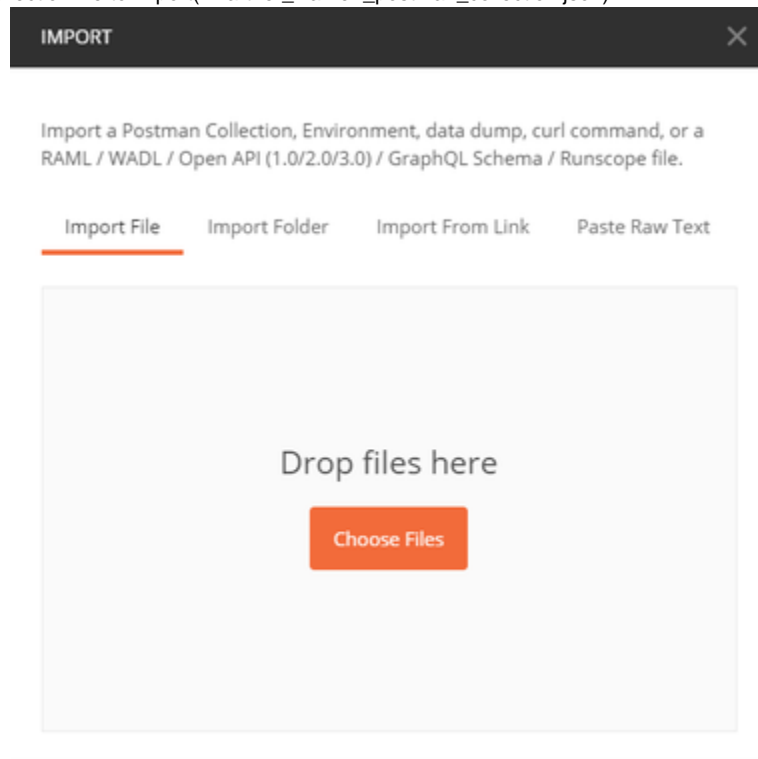 IMPORT
Import a Postman Collection, Environment, data dump, curl command, or a
RAML / WADL / Open API (1.0/2.0/3.0) / GraphQL Schema / Runscope file.
Import File Import Folder Import From Link Paste Raw Text
Drop files here
Choose Files